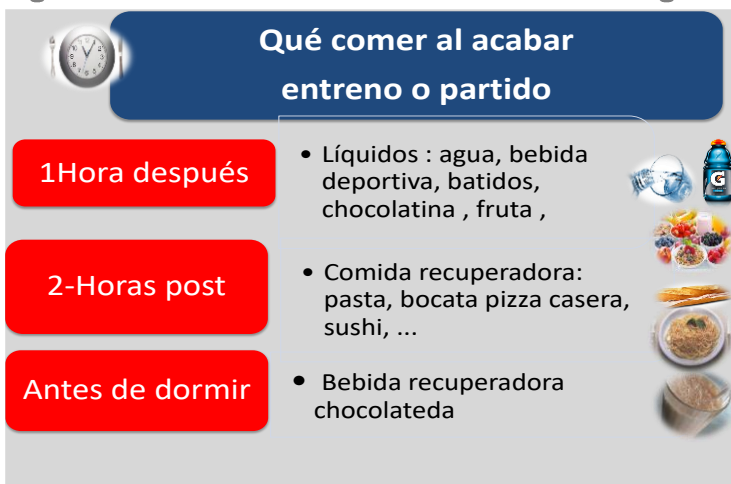 Qué comer al acabar
entreno o partido
1Hora después
• Líquidos : agua, bebida
deportiva, batidos,
chocolatina , fruta ,
G
2-Horas post
• Comida recuperadora:
pasta, bocata pizza casera,
sushi, ...
Antes de dormir
• Bebida recuperadora
chocolateda